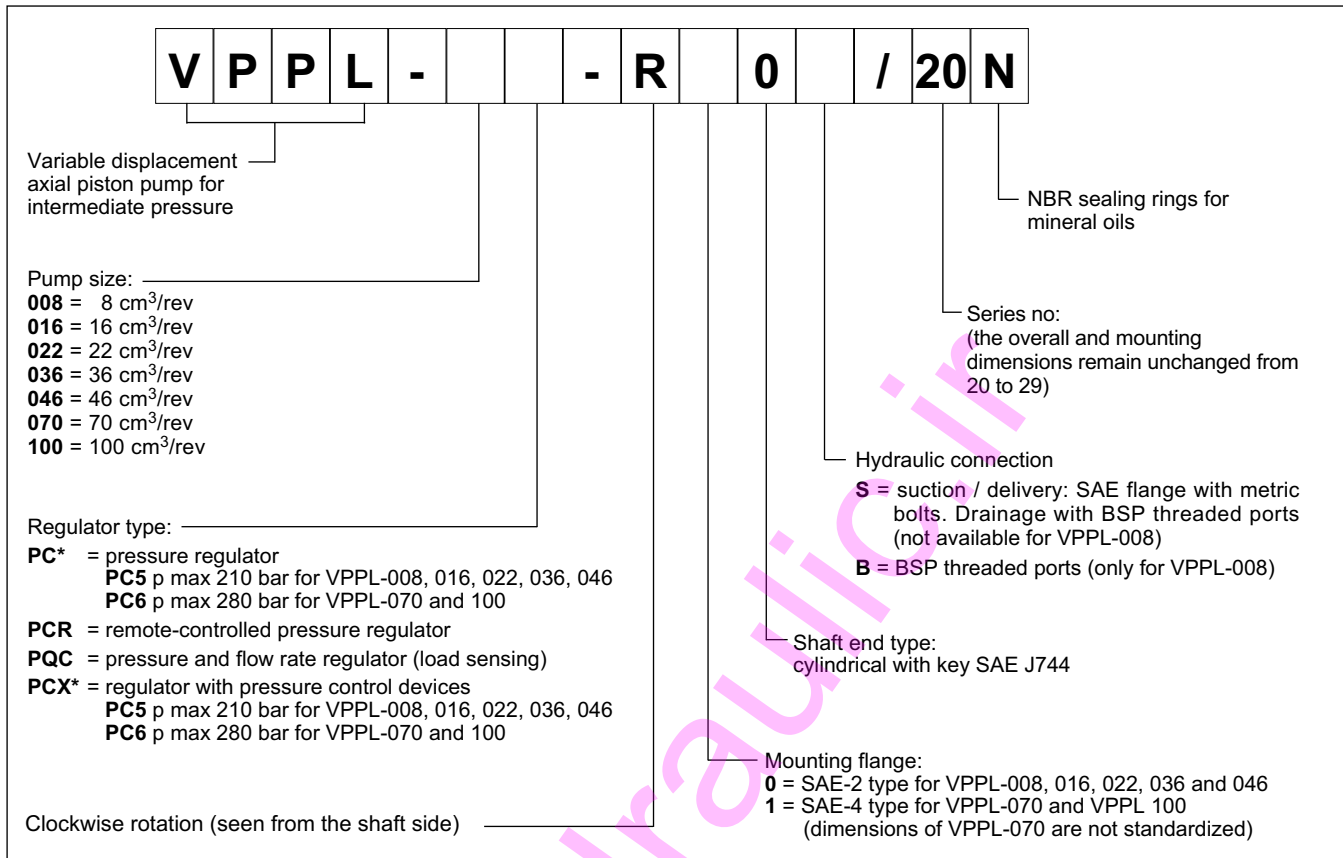 V P P L - - R 0 / 20 N
Variable displacement
axial piston pump for
intermediate pressure
NBR sealing rings for
mineral oils
Pump size:
008 = 8 cm³/rev
016 = 16 cm³/rev
022 = 22 cm³/rev
036 = 36 cm³/rev
046 = 46 cm³/rev
070 = 70 cm³/rev
100 = 100 cm³/rev
Series no:
(the overall and mounting
dimensions remain unchanged from
20 to 29)
Hydraulic connection
S = suction / delivery: SAE flange with metric
bolts. Drainage with BSP threaded ports
(not available for VPPL-008)
B = BSP threaded ports (only for VPPL-008)
Regulator type:
PC* = pressure regulator
PC5 p max 210 bar for VPPL-008, 016, 022, 036, 046
PC6 p max 280 bar for VPPL-070 and 100
PCR = remote-controlled pressure regulator
PQC = pressure and flow rate regulator (load sensing)
PCX* = regulator with pressure control devices
PC5 p max 210 bar for VPPL-008, 016, 022, 036, 046
PC6 p max 280 bar for VPPL-070 and 100
Shaft end type:
cylindrical with key SAE J744
Mounting flange:
0 = SAE-2 type for VPPL-008, 016, 022, 036 and 046
1 = SAE-4 type for VPPL-070 and VPPL 100
(dimensions of VPPL-070 are not standardized)
Clockwise rotation (seen from the shaft side)
draulic.ir